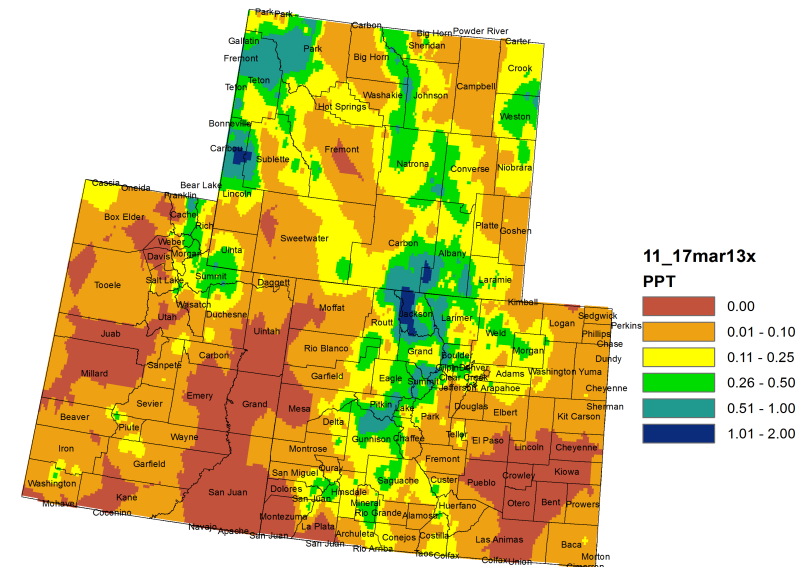 Park Park
Carbon
Big Horn
Powder River
Carter
Gallatin
Park
Sheridan
Fremont
Big Horn
Crook
Teton
Teton
Washakie
Johnson
Campbell
Hot Springs
Weston
Bonneville
Caribou
Sublette
Fremont
Natrona
Converse
Niobrara
Cassia
Oneida
Bear Lake
Franklin
Lincoln
Box Elder
Cache
Rich
Platte
Goshen
Weber
Morgan
Uinta
Sweetwater
Carbon
Albany
Davis
Laramie
11_17mar13x
Tooele
Salt Lake
Summit
Daggett
PPT
Wasatch
Kimball
0.00
Utah
Duchesne
Moffat
Routt
Jackson
Larimer
Logan
Sedgwick
Perkins
Juab
Uintah
Weld
Phillips
0.01 - 0.10
Chase
Carbon
Rio Blanco
Grand
Boulder
Morgan
Dundy
0.11 - 0.25
Sanpete
Millard
Garfield
Eagle
Summit
Gilpin
Denver
Clear Creek
Adams
Washington
Yuma
Jefferson
Arapahoe
Cheyenne
0.26 - 0.50
Sevier
Emery
Grand
Mesa
Pitkin
Lake
Park
Douglas
Elbert
Sherman
Kit Carson
0.51 - 1.00
Beaver
Piute
Delta
Wayne
Gunnison
Chaffee
Teller
El Paso
Lincoln
Cheyenne
1.01 - 2.00
Iron
Garfield
Montrose
Fremont
Ouray
San Miguel
Saguache
Custer
Pueblo
Crowley
Kiowa
Washington
Kane
San Juan
Dolores
San Juan
Hinsdale
Mineral
Otero
Bent
Prowers
Mohave
Coconino
Montezuma
Rio Grande
Alamosa
Huerfano
Navajo
Apache
San Juan
La Plata
Archuleta
Conejos
Costilla
Las Animas
Baca
San Juan
Rio Arriba
Taos
Colfax
Colfax
Union
Morton
Cimarron